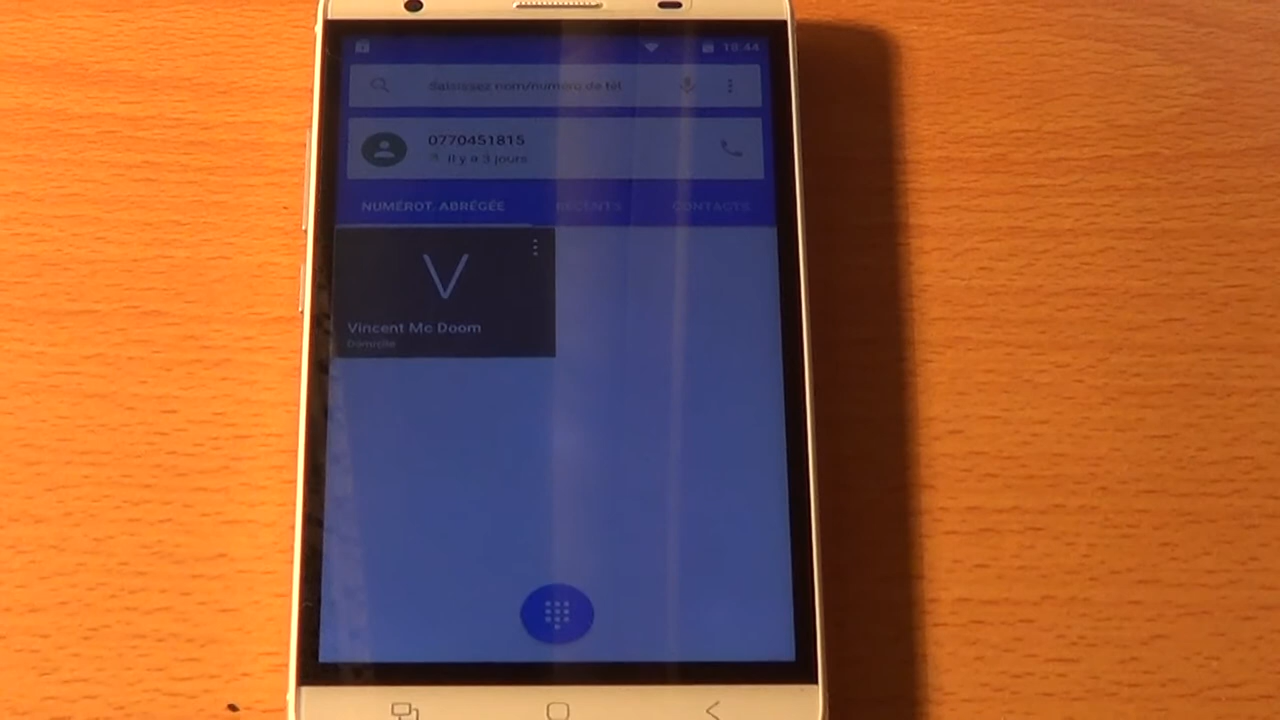 18:44
Saisissez nom/numéro de tél
0770451815
Il y a 3 jours
NUMÉROT. ABRÉGÉE RÉCENTS CONTACTS
V
Vincent Mc Doom
Domicile